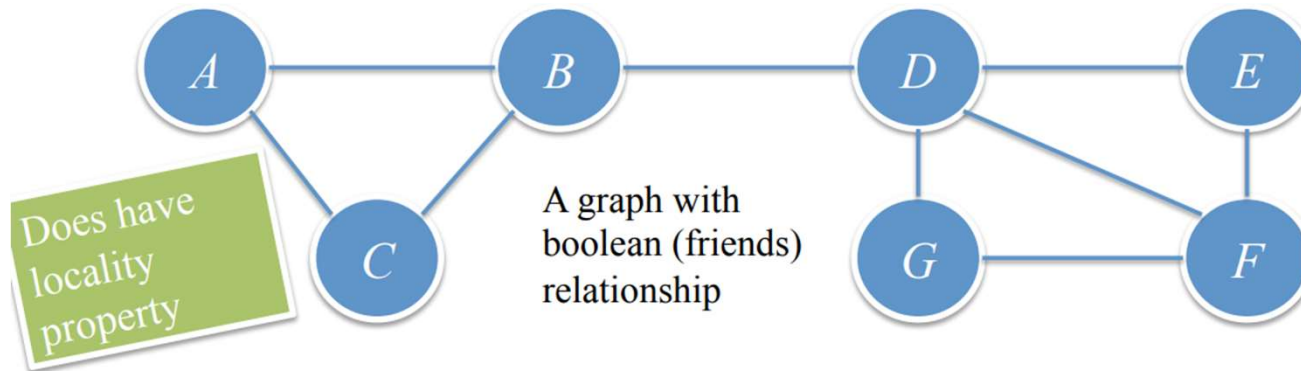 A
B
D
E
Does have
locality
property
C
A graph with
boolean (friends)
relationship
G
F